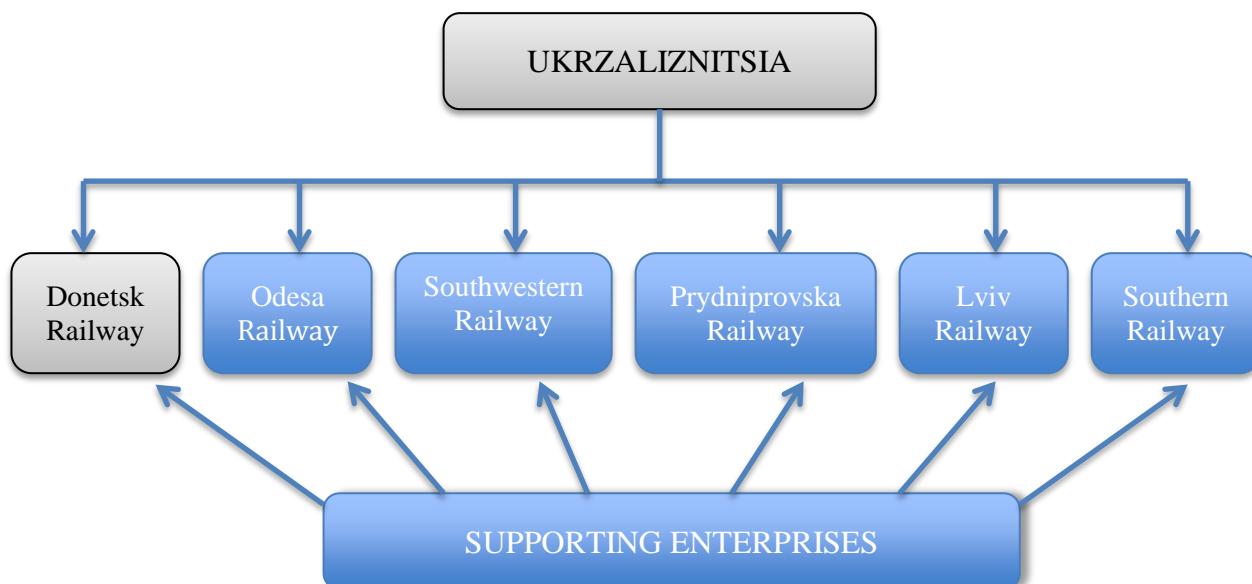 UKRZALIZNITSIA
Donetsk
Railway
Odesa
Railway
Southwestern
Railway
Prydniprovska
Railway
Lviv
Railway
Southern
Railway
SUPPORTING ENTERPRISES